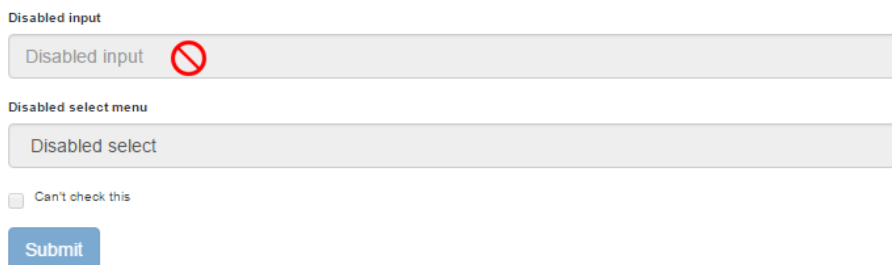 Disabled input
Disabled input
Disabled select menu
Disabled select
Can't check this
Submit